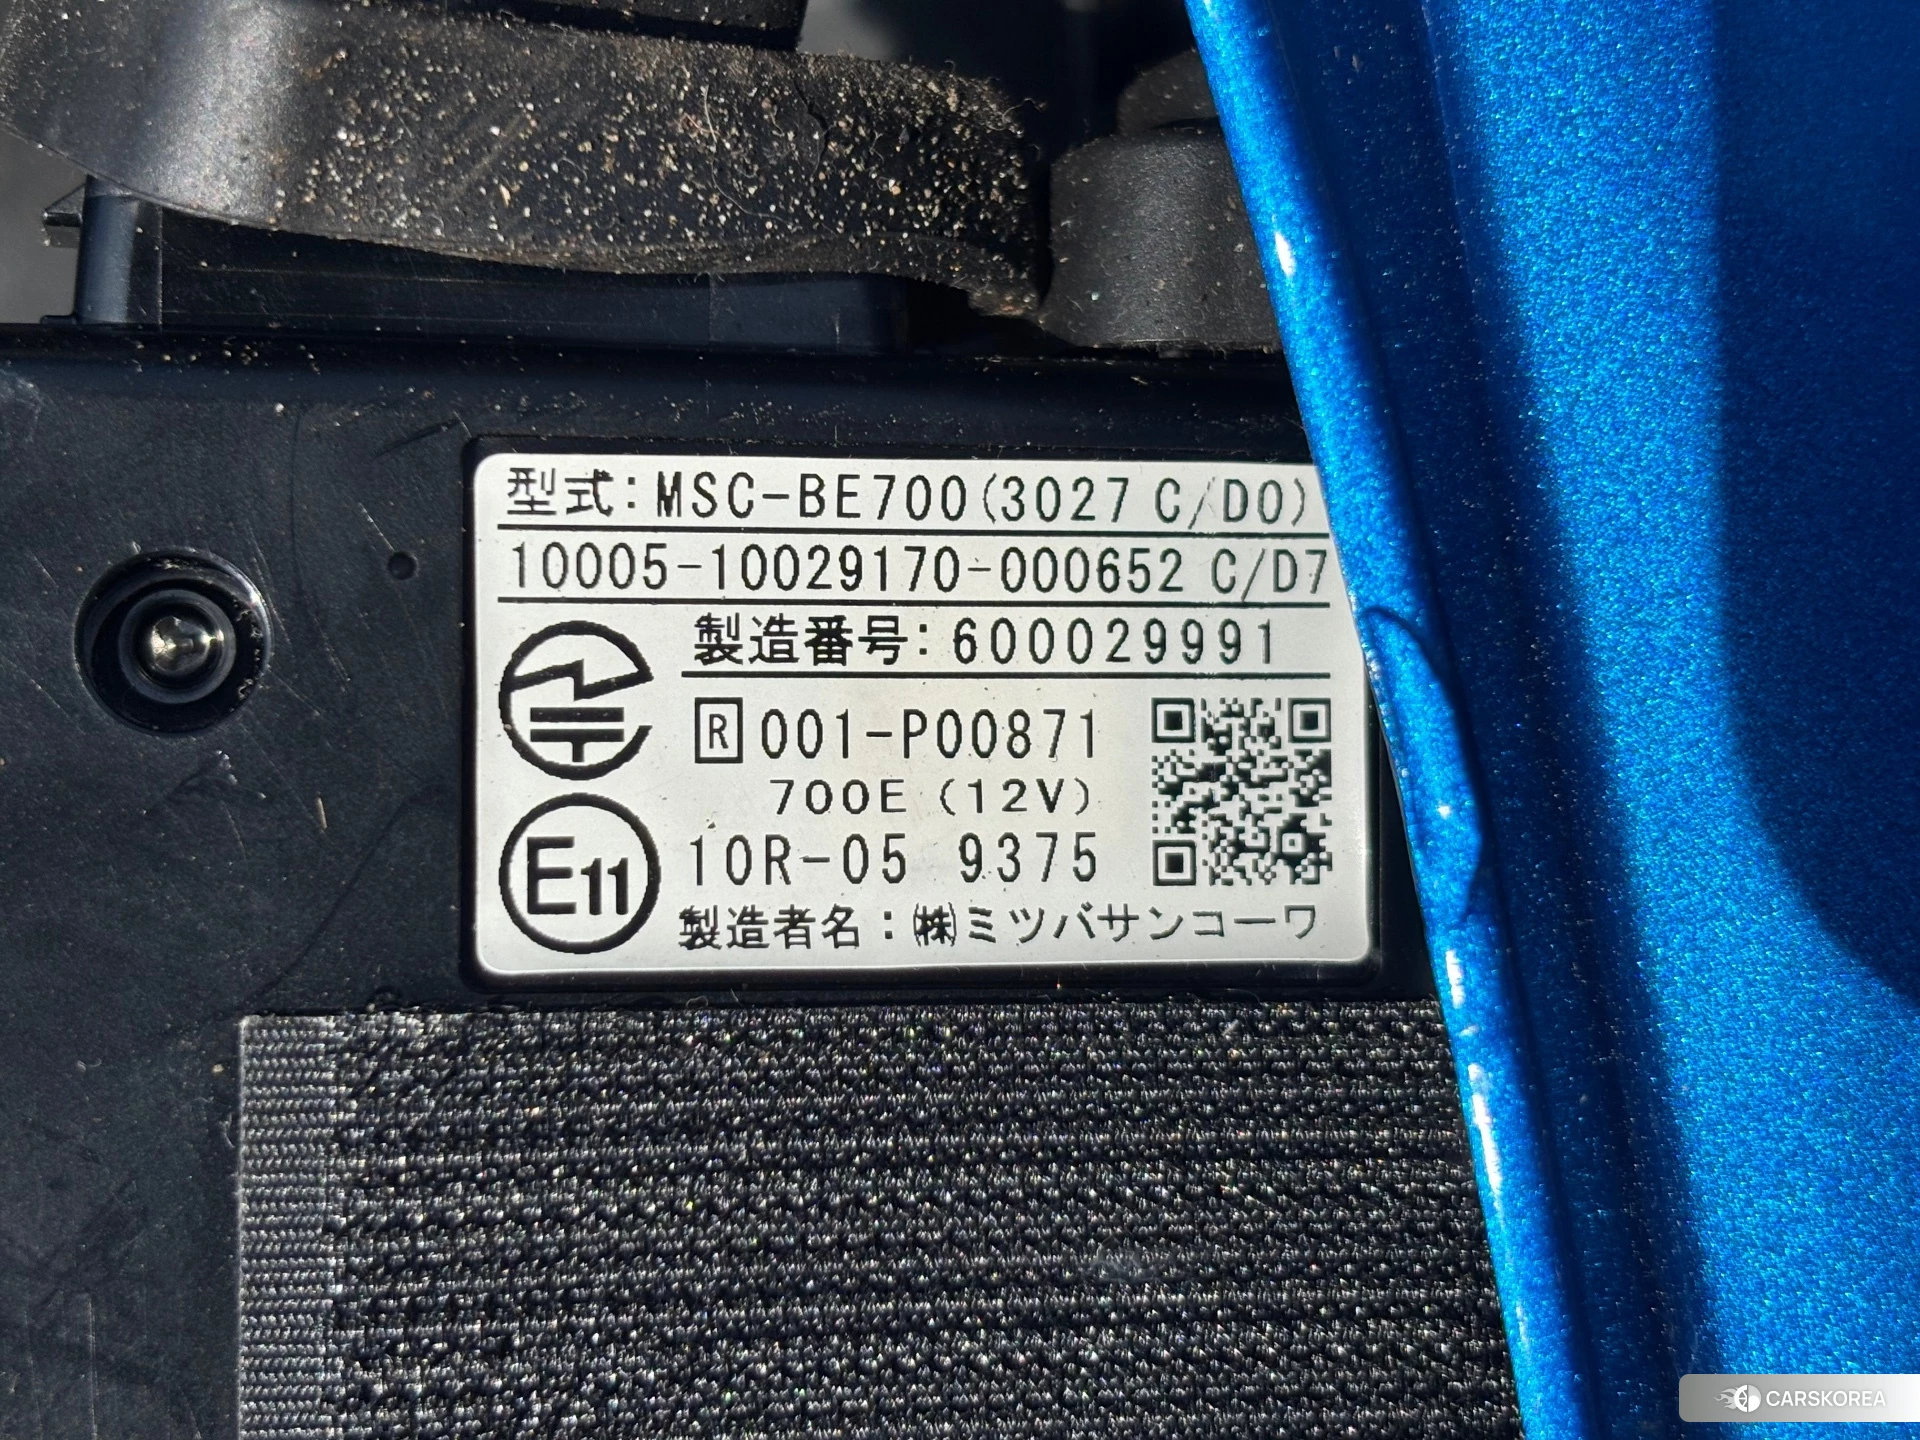 型式:MSC-BE700(3027 C/D0)
10005-10029170-000652 C/D7
製造番号:600029991
R 001-P00871
700E (12V)
E11
10R-05 9375
製造者名:㈱ミツバサンコーワ
CARSKOREA